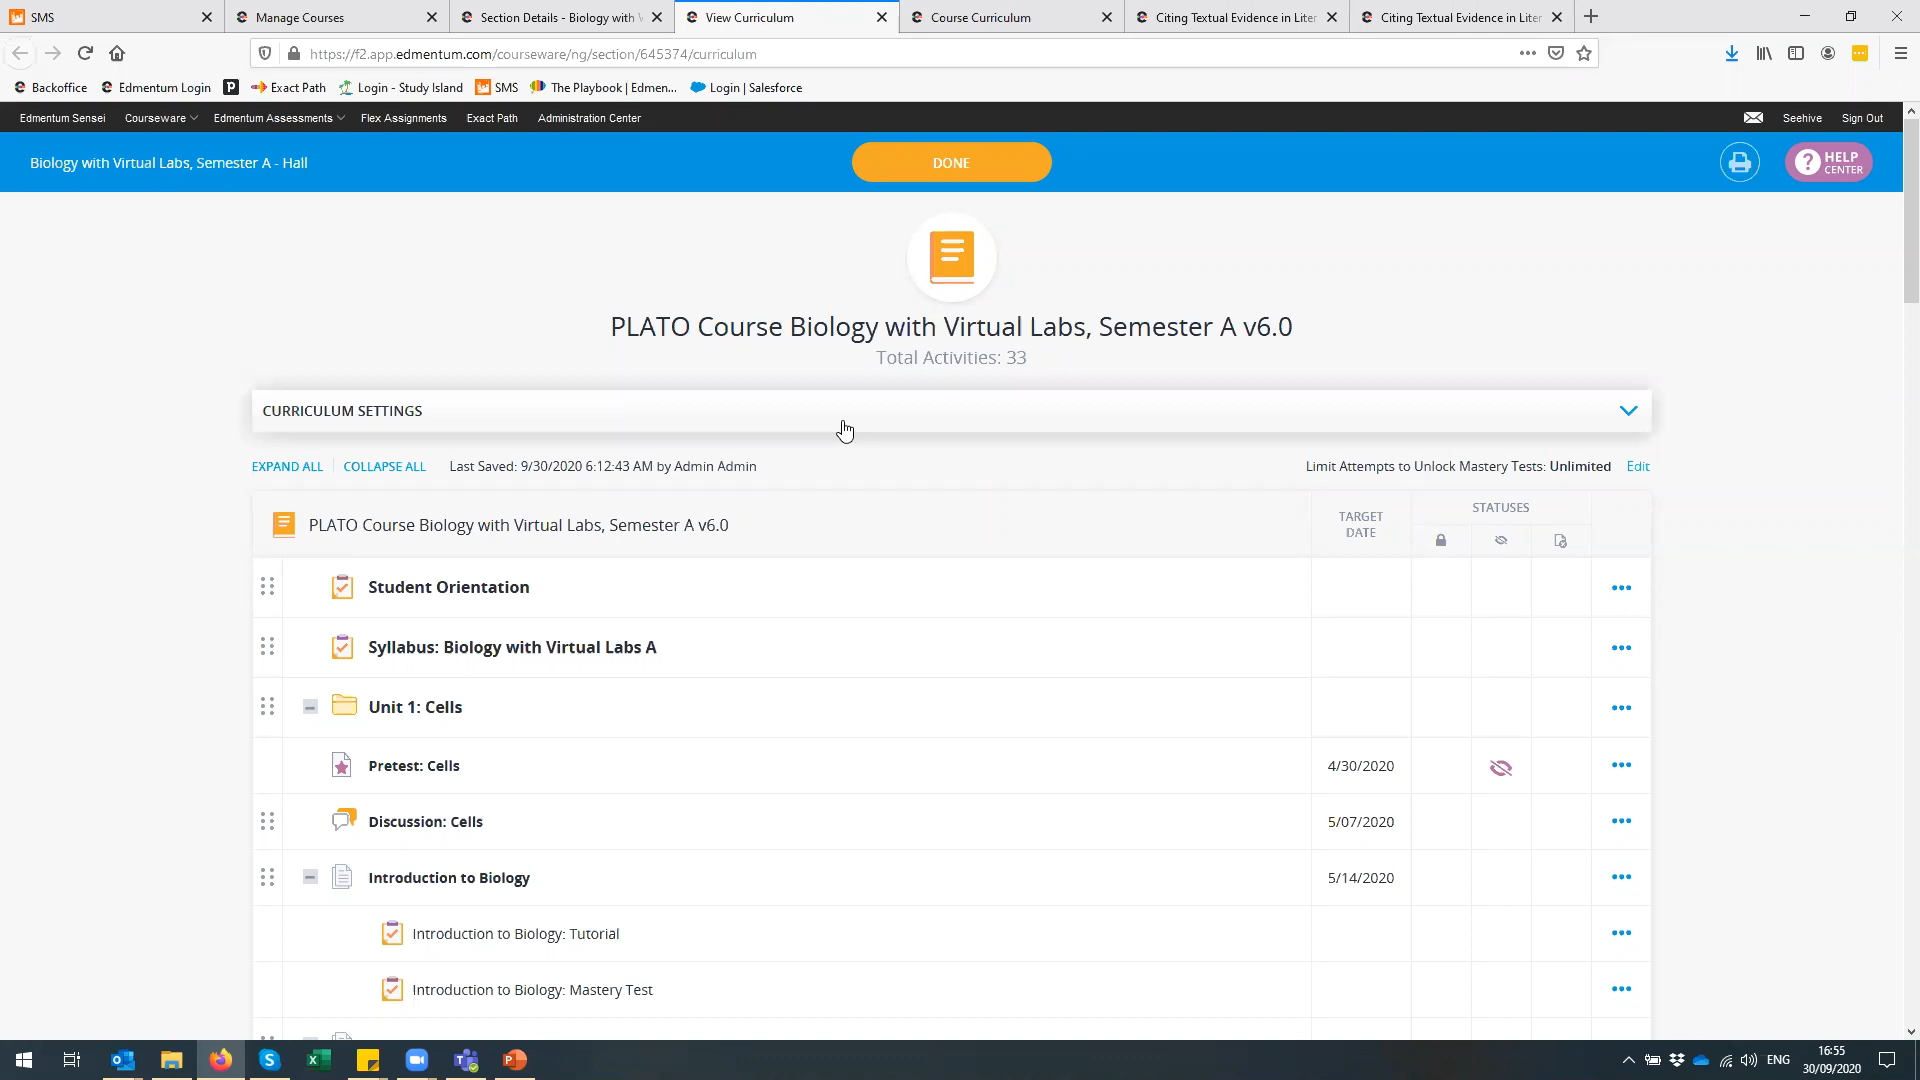 SMS
Manage Courses
Section Details - Biology with V
View Curriculum
Course Curriculum
Citing Textual Evidence in Liter
Citing Textual Evidence in Liter
https://f2.app.edmentum.com/courseware/ng/section/645374/curriculum
Backoffice
Edmentum Login
Exact Path
Login - Study Island
SMS
The Playbook | Edmen...
Login | Salesforce
Edmentum Sensei
Courseware
Edmentum Assessments
Flex Assignments
Exact Path
Administration Center
Seehive
Sign Out
Biology with Virtual Labs, Semester A - Hall
DONE
? HELP
CENTER
PLATO Course Biology with Virtual Labs, Semester A v6.0
Total Activities: 33
CURRICULUM SETTINGS
EXPAND ALL
COLLAPSE ALL
Last Saved: 9/30/2020 6:12:43 AM by Admin Admin
Limit Attempts to Unlock Mastery Tests: Unlimited
Edit
PLATO Course Biology with Virtual Labs, Semester A v6.0
TARGET
DATE
STATUSES
Student Orientation
Syllabus: Biology with Virtual Labs A
Unit 1: Cells
Pretest: Cells
4/30/2020
Discussion: Cells
5/07/2020
Introduction to Biology
5/14/2020
Introduction to Biology: Tutorial
Introduction to Biology: Mastery Test
ENG
16:55
30/09/2020